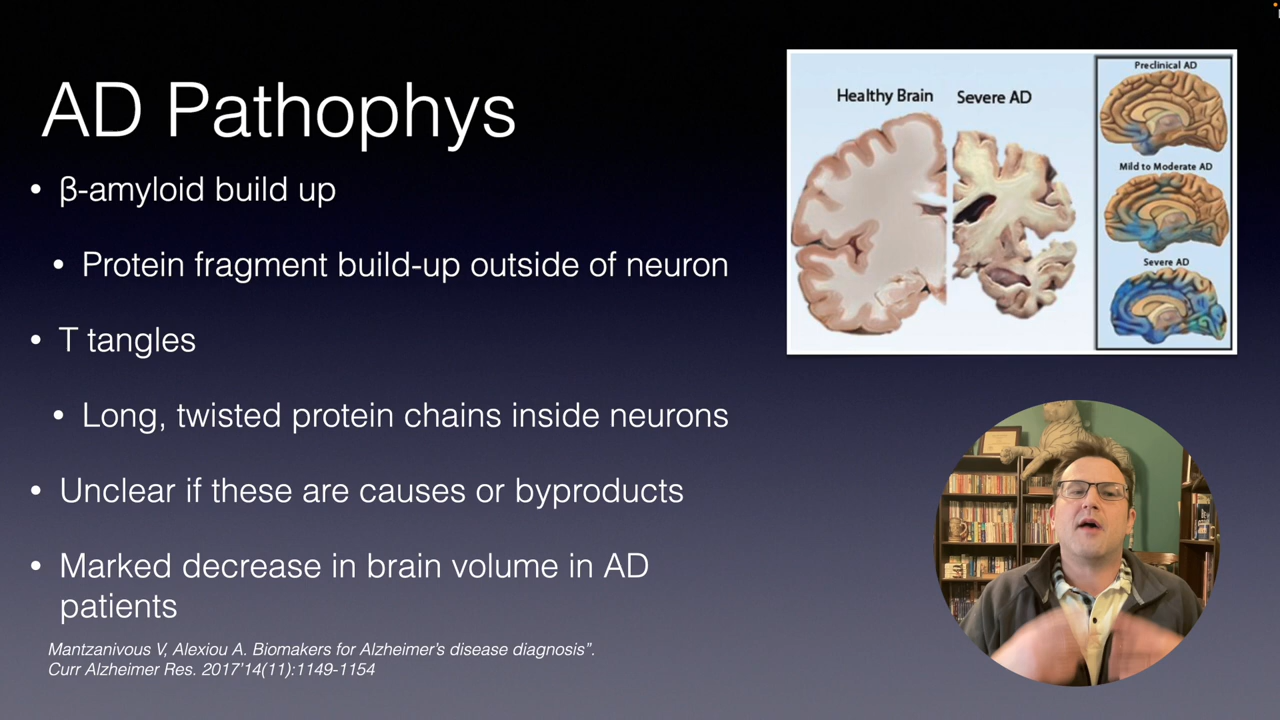 AD Pathophys
• β-amyloid build up
• Protein fragment build-up outside of neuron
• T tangles
• Long, twisted protein chains inside neurons
• Unclear if these are causes or byproducts
• Marked decrease in brain volume in AD
patients
Mantzanivous V, Alexiou A. Biomakers for Alzheimer's disease diagnosis”.
Curr Alzheimer Res. 2017'14(11):1149-1154
Healthy Brain
Severe AD
Preclinical AD
Mild to Moderate AD
Severe AD